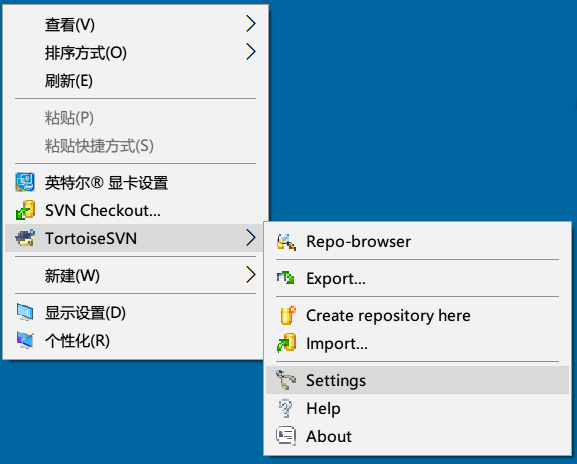 查看(V)
排序方式(O)
刷新(E)
粘贴(P)
粘贴快捷方式(S)
英特尔® 显卡设置
SVN Checkout...
TortoiseSVN
新建(W)
显示设置(D)
个性化(R)
Repo-browser
Export...
Create repository here
Import...
Settings
Help
About